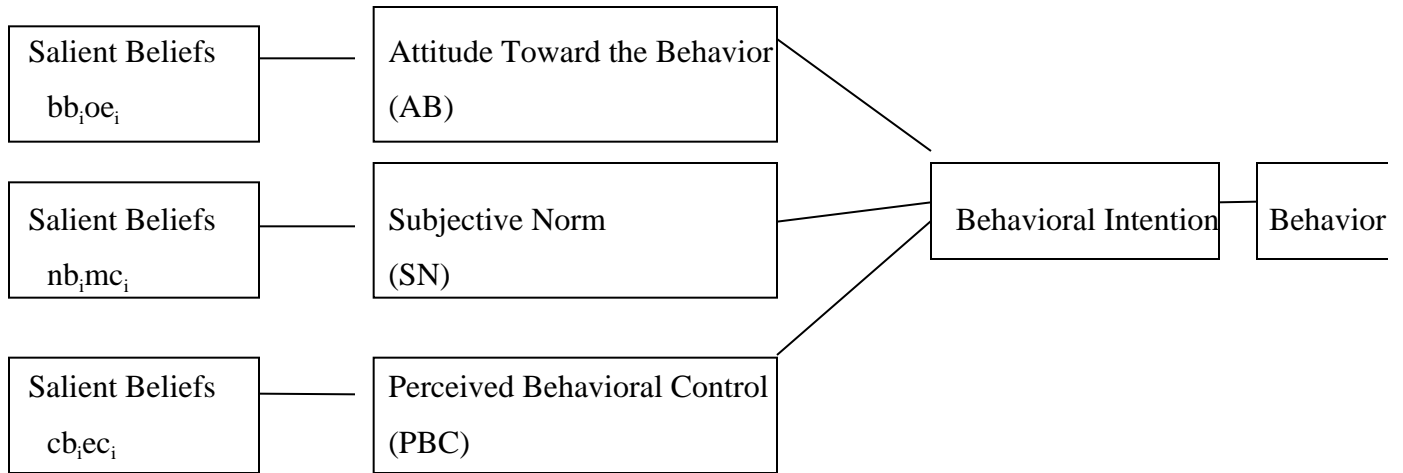 Salient Beliefs
bbᵢoeᵢ
Attitude Toward the Behavior
(AB)
Salient Beliefs
nbᵢmcᵢ
Subjective Norm
(SN)
Behavioral Intention
Behavior
Salient Beliefs
cbᵢecᵢ
Perceived Behavioral Control
(PBC)